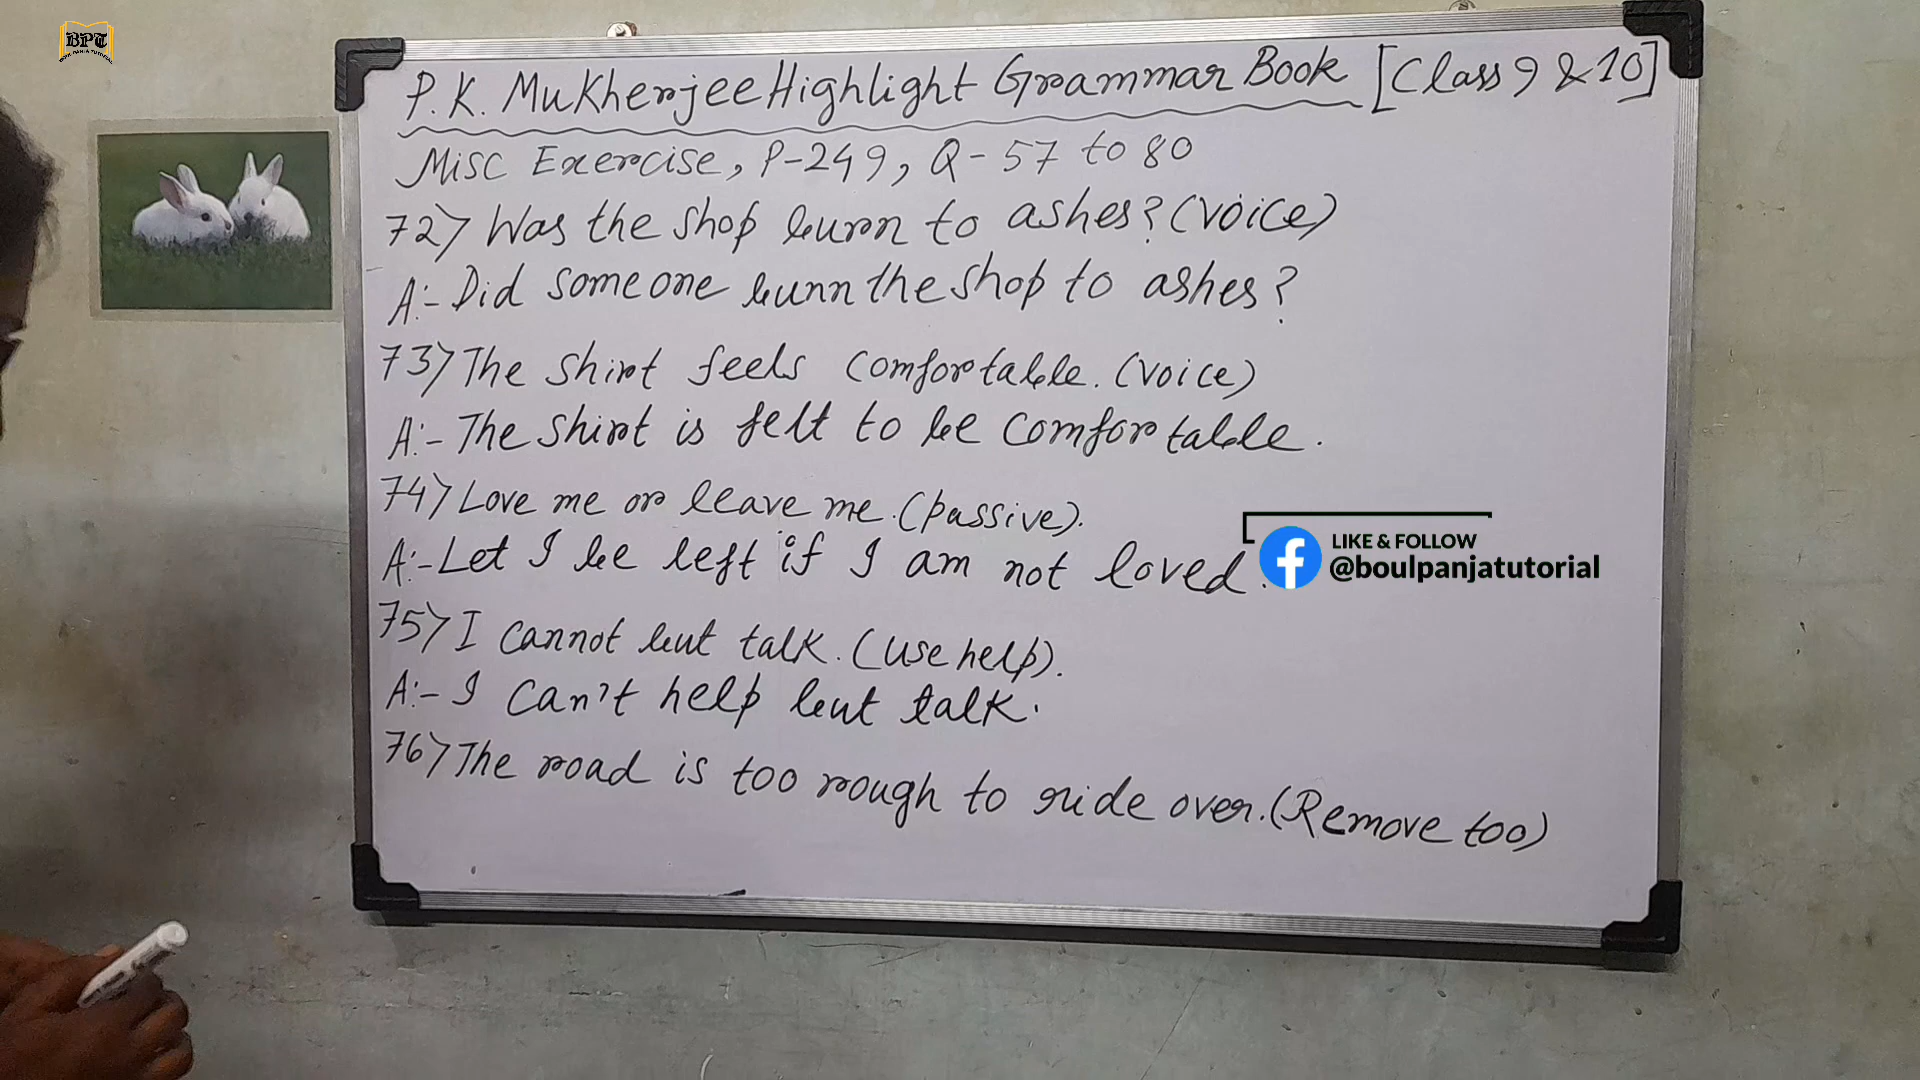 BPT
P.K. Mukherjee Highlight Grammar Book [Class 9 & 10]
Misc Exercise, P-249, Q-57 to 80
72) Was the shop burn to ashes? (voice)
A:- Did someone burn the shop to ashes?
73) The shirt feels comfortable. (voice)
A:- The shirt is felt to be comfortable.
74) Love me or leave me. (passive).
A:- Let I be left if I am not loved.
LIKE & FOLLOW
@boulpanjatutorial
75) I cannot but talk. (use help).
A:- I can't help but talk.
76) The road is too rough to ride over. (Remove too)